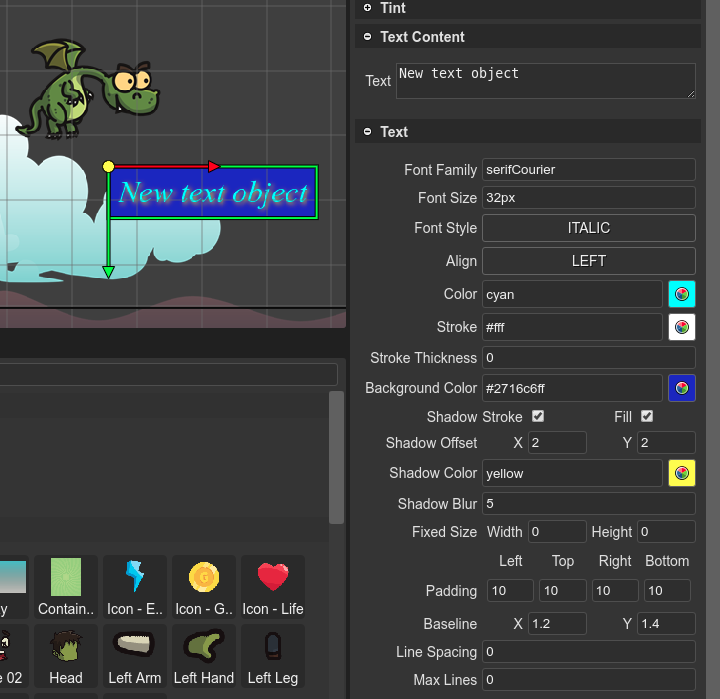 Tint
Text Content
Text New text object
Text
Font Family serifCourier
Font Size 32px
Font Style ITALIC
Align LEFT
Color cyan
Stroke #fff
Stroke Thickness 0
Background Color #2716c6ff
Shadow Stroke Fill
Shadow Offset X 2 Y 2
Shadow Color yellow
Shadow Blur 5
Fixed Size Width 0 Height 0
Left Top Right Bottom
Padding 10 10 10 10
Baseline X 1.2 Y 1.4
Line Spacing 0
Max Lines 0
New text object
y Contain.. Icon - E.. Icon - G.. Icon - Life
02 Head Left Arm Left Hand Left Leg